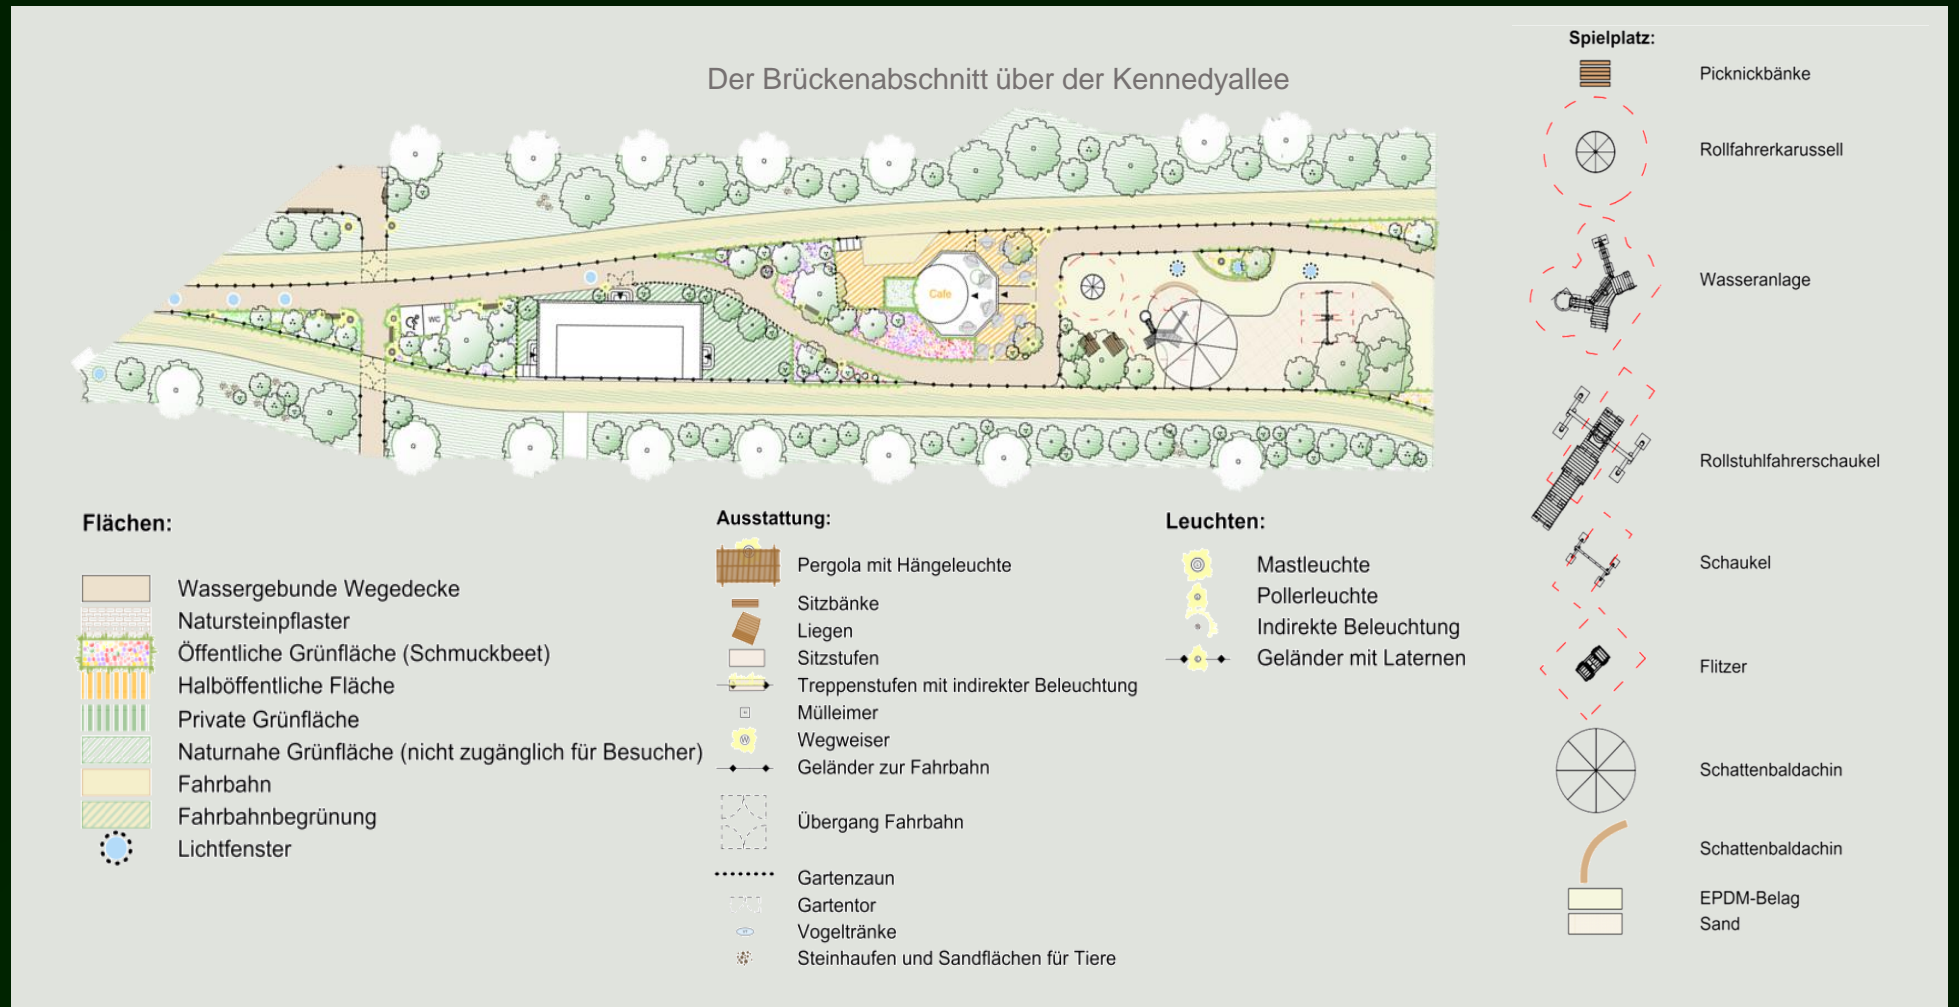 Der Brückenabschnitt über der Kennedyallee
WC
Cafe
Flächen:
Wassergebunde Wegedecke
Natursteinpflaster
Öffentliche Grünfläche (Schmuckbeet)
Halböffentliche Fläche
Private Grünfläche
Naturnahe Grünfläche (nicht zugänglich für Besucher)
Fahrbahn
Fahrbahnbegrünung
Lichtfenster
Ausstattung:
Pergola mit Hängeleuchte
Sitzbänke
Liegen
Sitzstufen
Treppenstufen mit indirekter Beleuchtung
Mülleimer
Wegweiser
Geländer zur Fahrbahn
Übergang Fahrbahn
Gartenzaun
Gartentor
Vogeltränke
Steinhaufen und Sandflächen für Tiere
Leuchten:
Mastleuchte
Pollerleuchte
Indirekte Beleuchtung
Geländer mit Laternen
Spielplatz:
Picknickbänke
Rollfahrerkarussell
Wasseranlage
Rollstuhlfahrerschaukel
Schaukel
Flitzer
Schattenbaldachin
Schattenbaldachin
EPDM-Belag
Sand